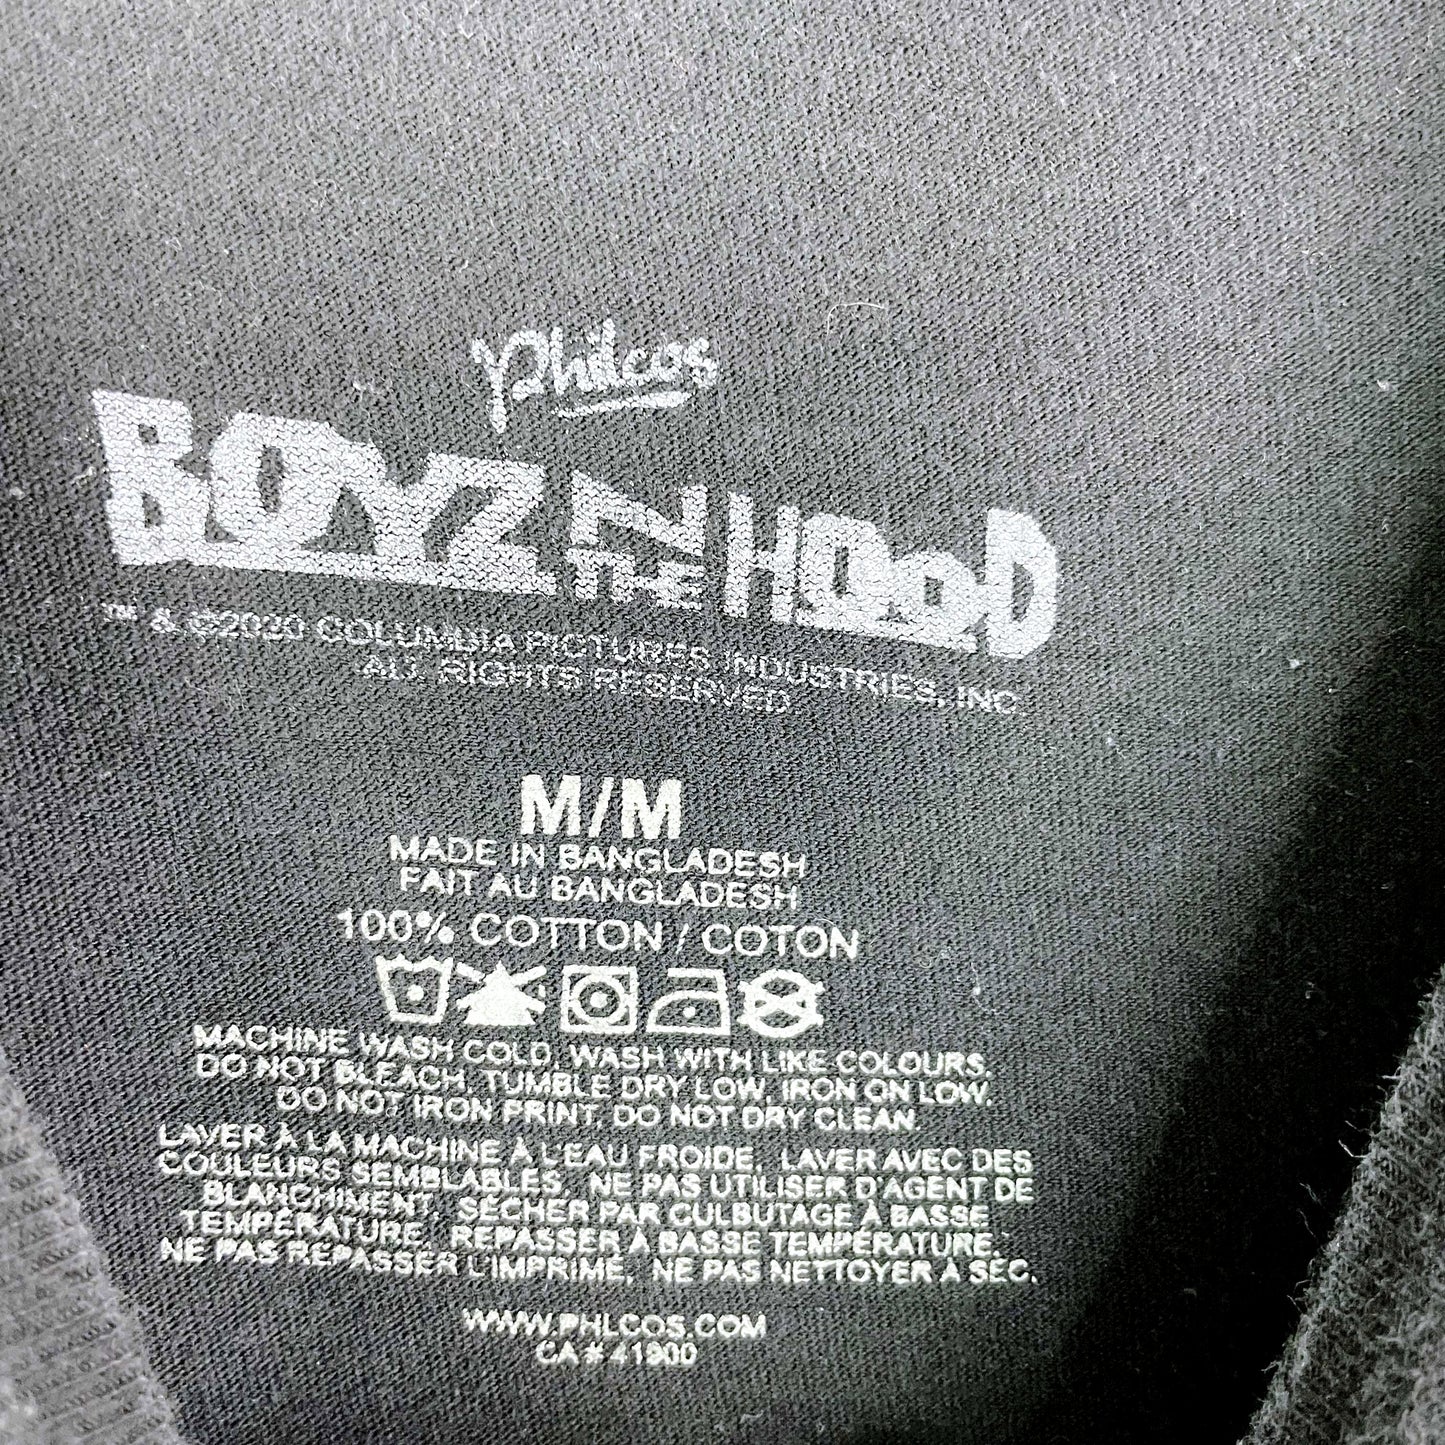 Philcos
BOYZ N THE HOOD
™ & ©2020 COLUMBIA PICTURES INDUSTRIES, INC.
ALL RIGHTS RESERVED
M/M
MADE IN BANGLADESH
FAIT AU BANGLADESH
100% COTTON / COTON
MACHINE WASH COLD, WASH WITH LIKE COLOURS.
DO NOT BLEACH, TUMBLE DRY LOW, IRON ON LOW,
DO NOT IRON PRINT, DO NOT DRY CLEAN.
LAVER À LA MACHINE À L'EAU FROIDE, LAVER AVEC DES
COULEURS SEMBLABLES, NE PAS UTILISER D'AGENT DE
BLANCHIMENT, SÉCHER PAR CULBUTAGE À BASSE
TEMPÉRATURE, REPASSER À BASSE TEMPÉRATURE.
NE PAS REPASSER L'IMPRIMÉ, NE PAS NETTOYER À SEC.
WWW.PHLCOS.COM
CA # 41900